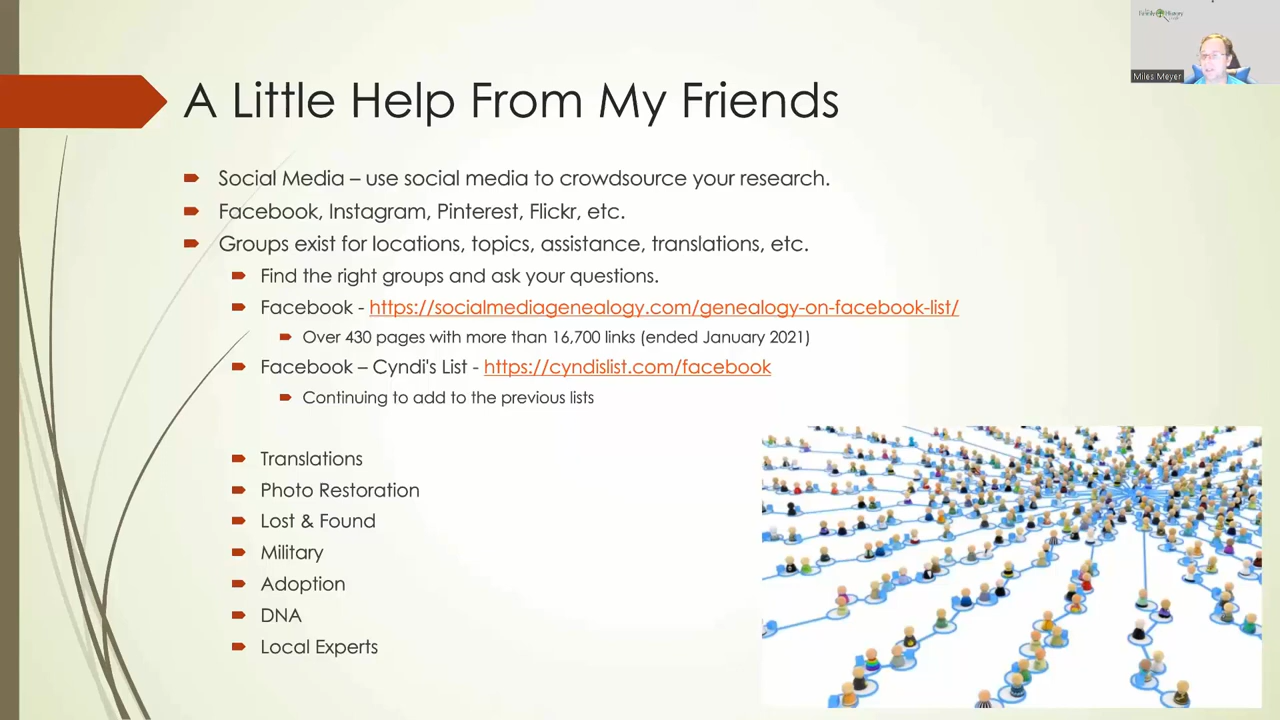 A Little Help From My Friends
Social Media – use social media to crowdsource your research.
Facebook, Instagram, Pinterest, Flickr, etc.
Groups exist for locations, topics, assistance, translations, etc.
Find the right groups and ask your questions.
Facebook - https://socialmediagenealogy.com/genealogy-on-facebook-list/
Over 430 pages with more than 16,700 links (ended January 2021)
Facebook – Cyndi's List - https://cyndislist.com/facebook
Continuing to add to the previous lists
Translations
Photo Restoration
Lost & Found
Military
Adoption
DNA
Local Experts
Miles Meyer